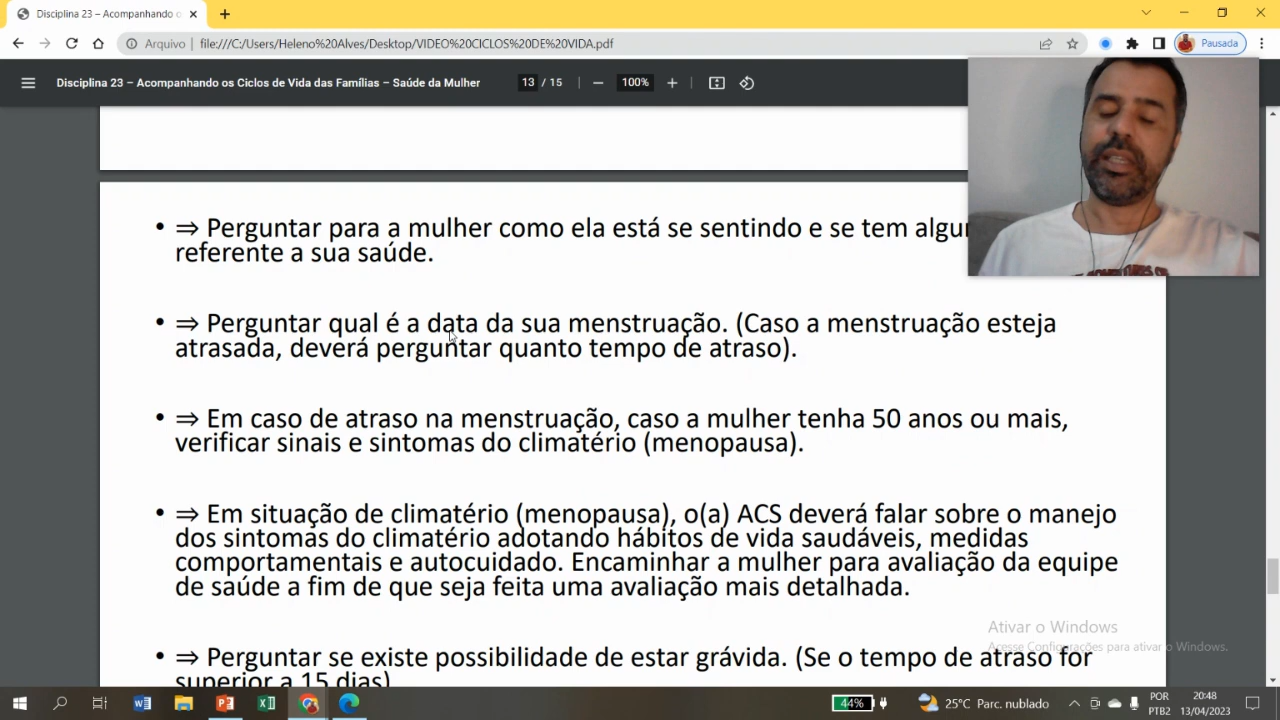 Disciplina 23 – Acompanhando o
Arquivo | file:///C:/Users/Heleno%20Alves/Desktop/VIDEO%20CICLOS%20DE%20VIDA.pdf
Pausada
Disciplina 23 – Acompanhando os Ciclos de Vida das Famílias – Saúde da Mulher
13 / 15
100%
• ⇒ Perguntar para a mulher como ela está se sentindo e se tem
referente a sua saúde.
• ⇒ Perguntar qual é a data da sua menstruação. (Caso a menstruação esteja
atrasada, deverá perguntar quanto tempo de atraso).
• ⇒ Em caso de atraso na menstruação, caso a mulher tenha 50 anos ou mais,
verificar sinais e sintomas do climatério (menopausa).
• ⇒ Em situação de climatério (menopausa), o(a) ACS deverá falar sobre o manejo
dos sintomas do climatério adotando hábitos de vida saudáveis, medidas
comportamentais e autocuidado. Encaminhar a mulher para avaliação da equipe
de saúde a fim de que seja feita uma avaliação mais detalhada.
Ativar o Windows
Acesse Configurações para ativar o Windows.
• ⇒ Perguntar se existe possibilidade de estar grávida. (Se o tempo de atraso for
superior a 15 dias)
44%
25°C Parc. nublado
POR
PTB2
20:48
13/04/2023